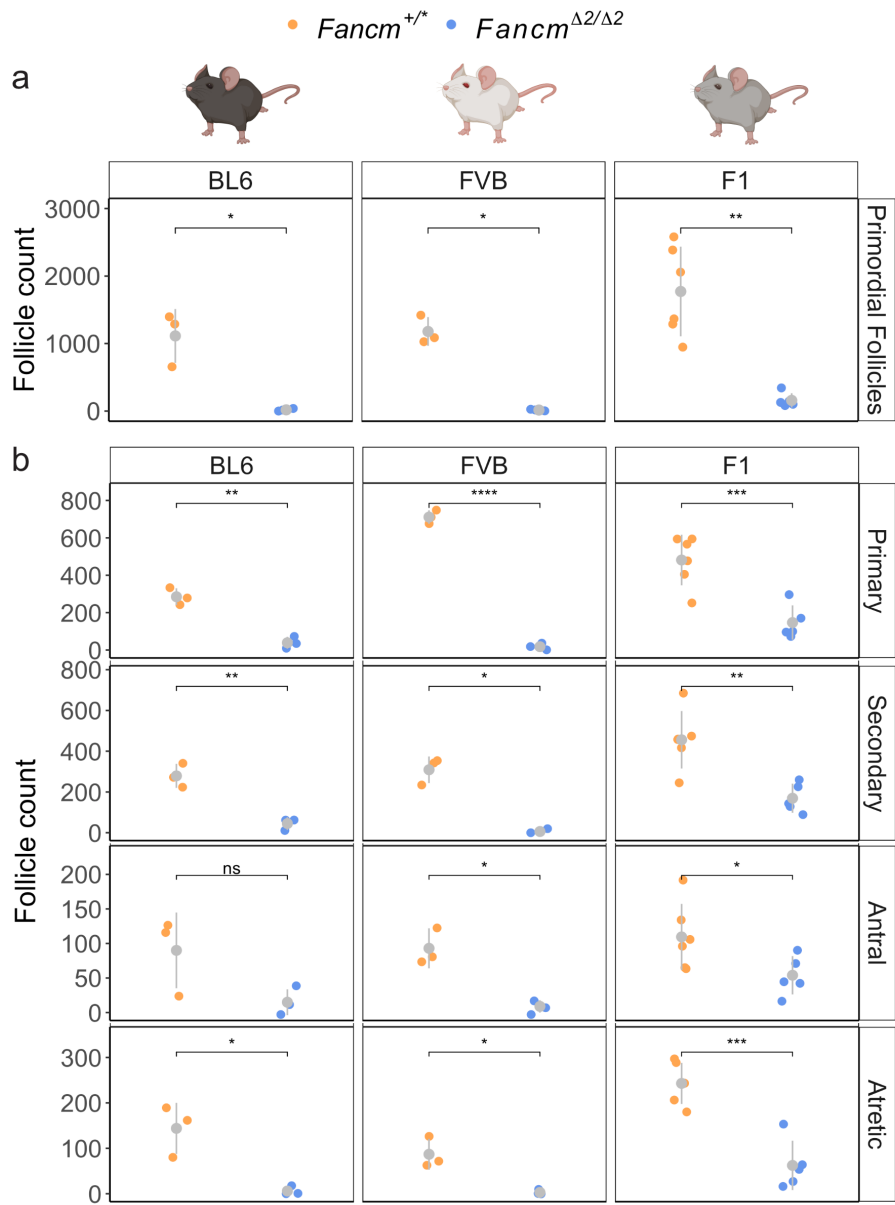 Fancm+/* Fancm Δ2/Δ2
a
BL6 FVB F1
Follicle count
3000
2000
1000
0
* * **
Primordial Follicles
b
BL6 FVB F1
Follicle count
800
600
400
200
0
** **** ***
Primary
800
600
400
200
0
** * **
Secondary
200
150
100
50
0
ns * *
Antral
300
200
100
0
* * ***
Atretic